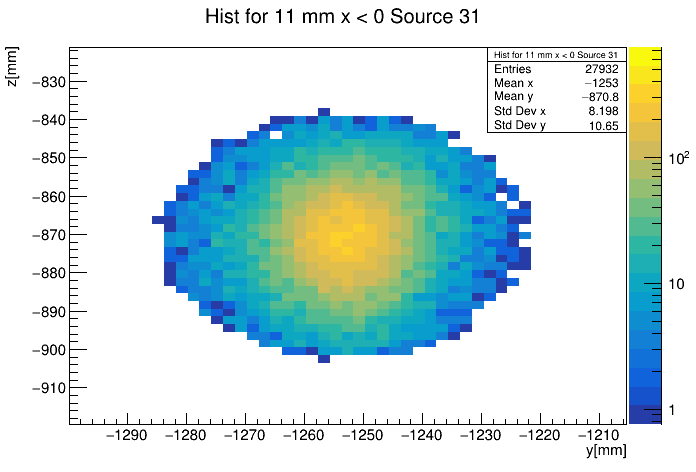 Hist for 11 mm x < 0 Source 31
z[mm]
Hist for 11 mm x < 0 Source 31
Entries 27932
Mean x −1253
Mean y −870.8
Std Dev x 8.198
Std Dev y 10.65
−830
−840
−850
−860
−870
−880
−890
−900
−910
10²
10
1
−1290 −1280 −1270 −1260 −1250 −1240 −1230 −1220 −1210
y[mm]